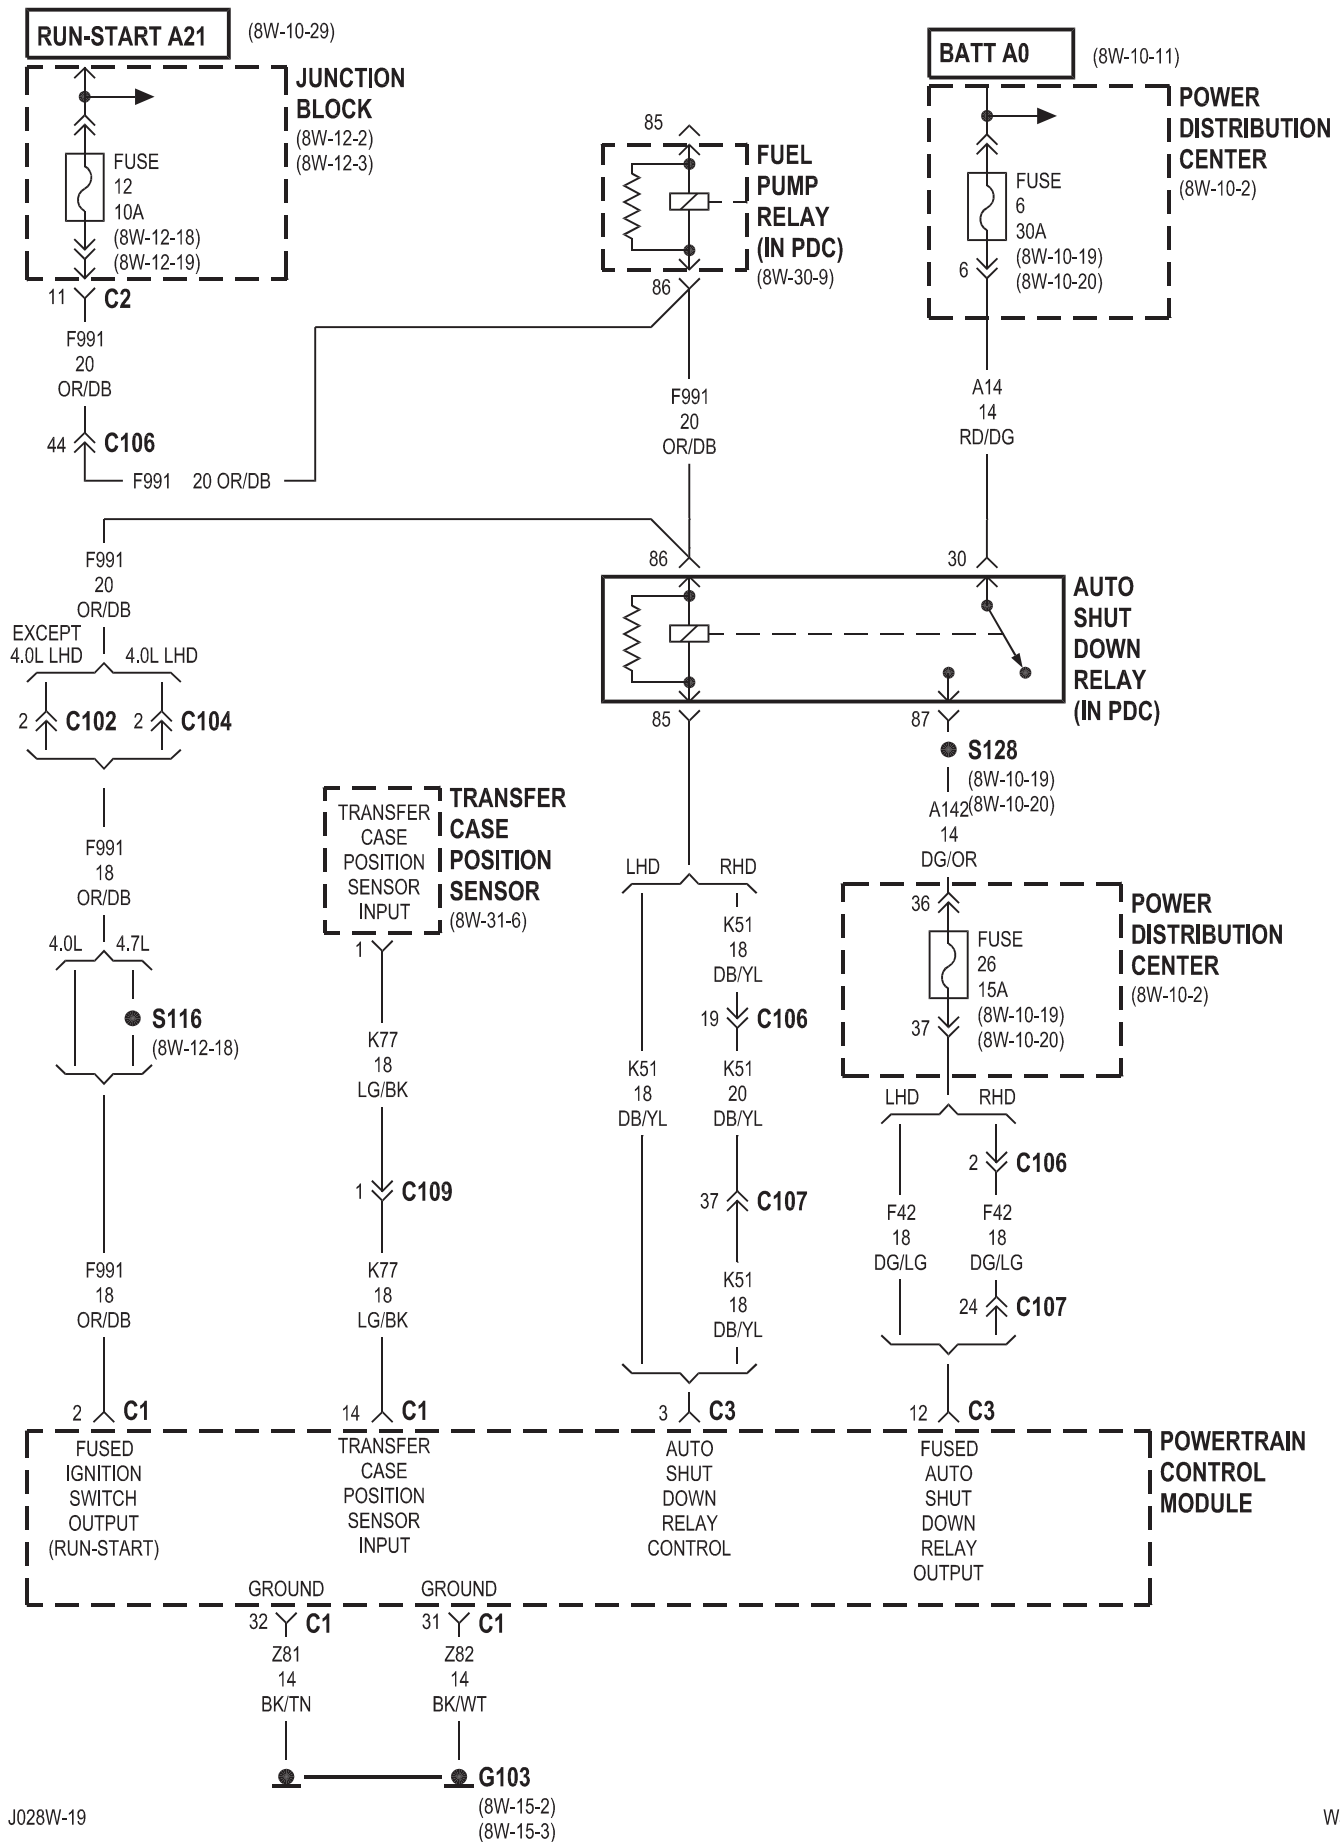 RUN-START A21
(8W-10-29)
JUNCTION
BLOCK
(8W-12-2)
(8W-12-3)
FUSE
12
10A
(8W-12-18)
(8W-12-19)
11
C2
F991
20
OR/DB
44
C106
F991 20 OR/DB
85
FUEL
PUMP
RELAY
(IN PDC)
(8W-30-9)
86
F991
20
OR/DB
BATT A0
(8W-10-11)
POWER
DISTRIBUTION
CENTER
(8W-10-2)
FUSE
6
30A
(8W-10-19)
(8W-10-20)
6
A14
14
RD/DG
86
30
AUTO
SHUT
DOWN
RELAY
(IN PDC)
85
87
S128
(8W-10-19)
(8W-10-20)
A142
14
DG/OR
F991
20
OR/DB
EXCEPT
4.0L LHD
4.0L LHD
2
C102
2
C104
F991
18
OR/DB
4.0L
4.7L
S116
(8W-12-18)
F991
18
OR/DB
TRANSFER
CASE
POSITION
SENSOR
INPUT
TRANSFER
CASE
POSITION
SENSOR
(8W-31-6)
1
K77
18
LG/BK
1
C109
K77
18
LG/BK
LHD
RHD
K51
18
DB/YL
19
C106
K51
18
DB/YL
K51
20
DB/YL
37
C107
K51
18
DB/YL
36
POWER
DISTRIBUTION
CENTER
(8W-10-2)
FUSE
26
15A
(8W-10-19)
(8W-10-20)
37
LHD
RHD
2
C106
F42
18
DG/LG
F42
18
DG/LG
24
C107
2
C1
14
C1
3
C3
12
C3
FUSED
IGNITION
SWITCH
OUTPUT
(RUN-START)
TRANSFER
CASE
POSITION
SENSOR
INPUT
AUTO
SHUT
DOWN
RELAY
CONTROL
FUSED
AUTO
SHUT
DOWN
RELAY
OUTPUT
POWERTRAIN
CONTROL
MODULE
GROUND
GROUND
32
C1
31
C1
Z81
14
BK/TN
Z82
14
BK/WT
G103
(8W-15-2)
(8W-15-3)
J028W-19
W